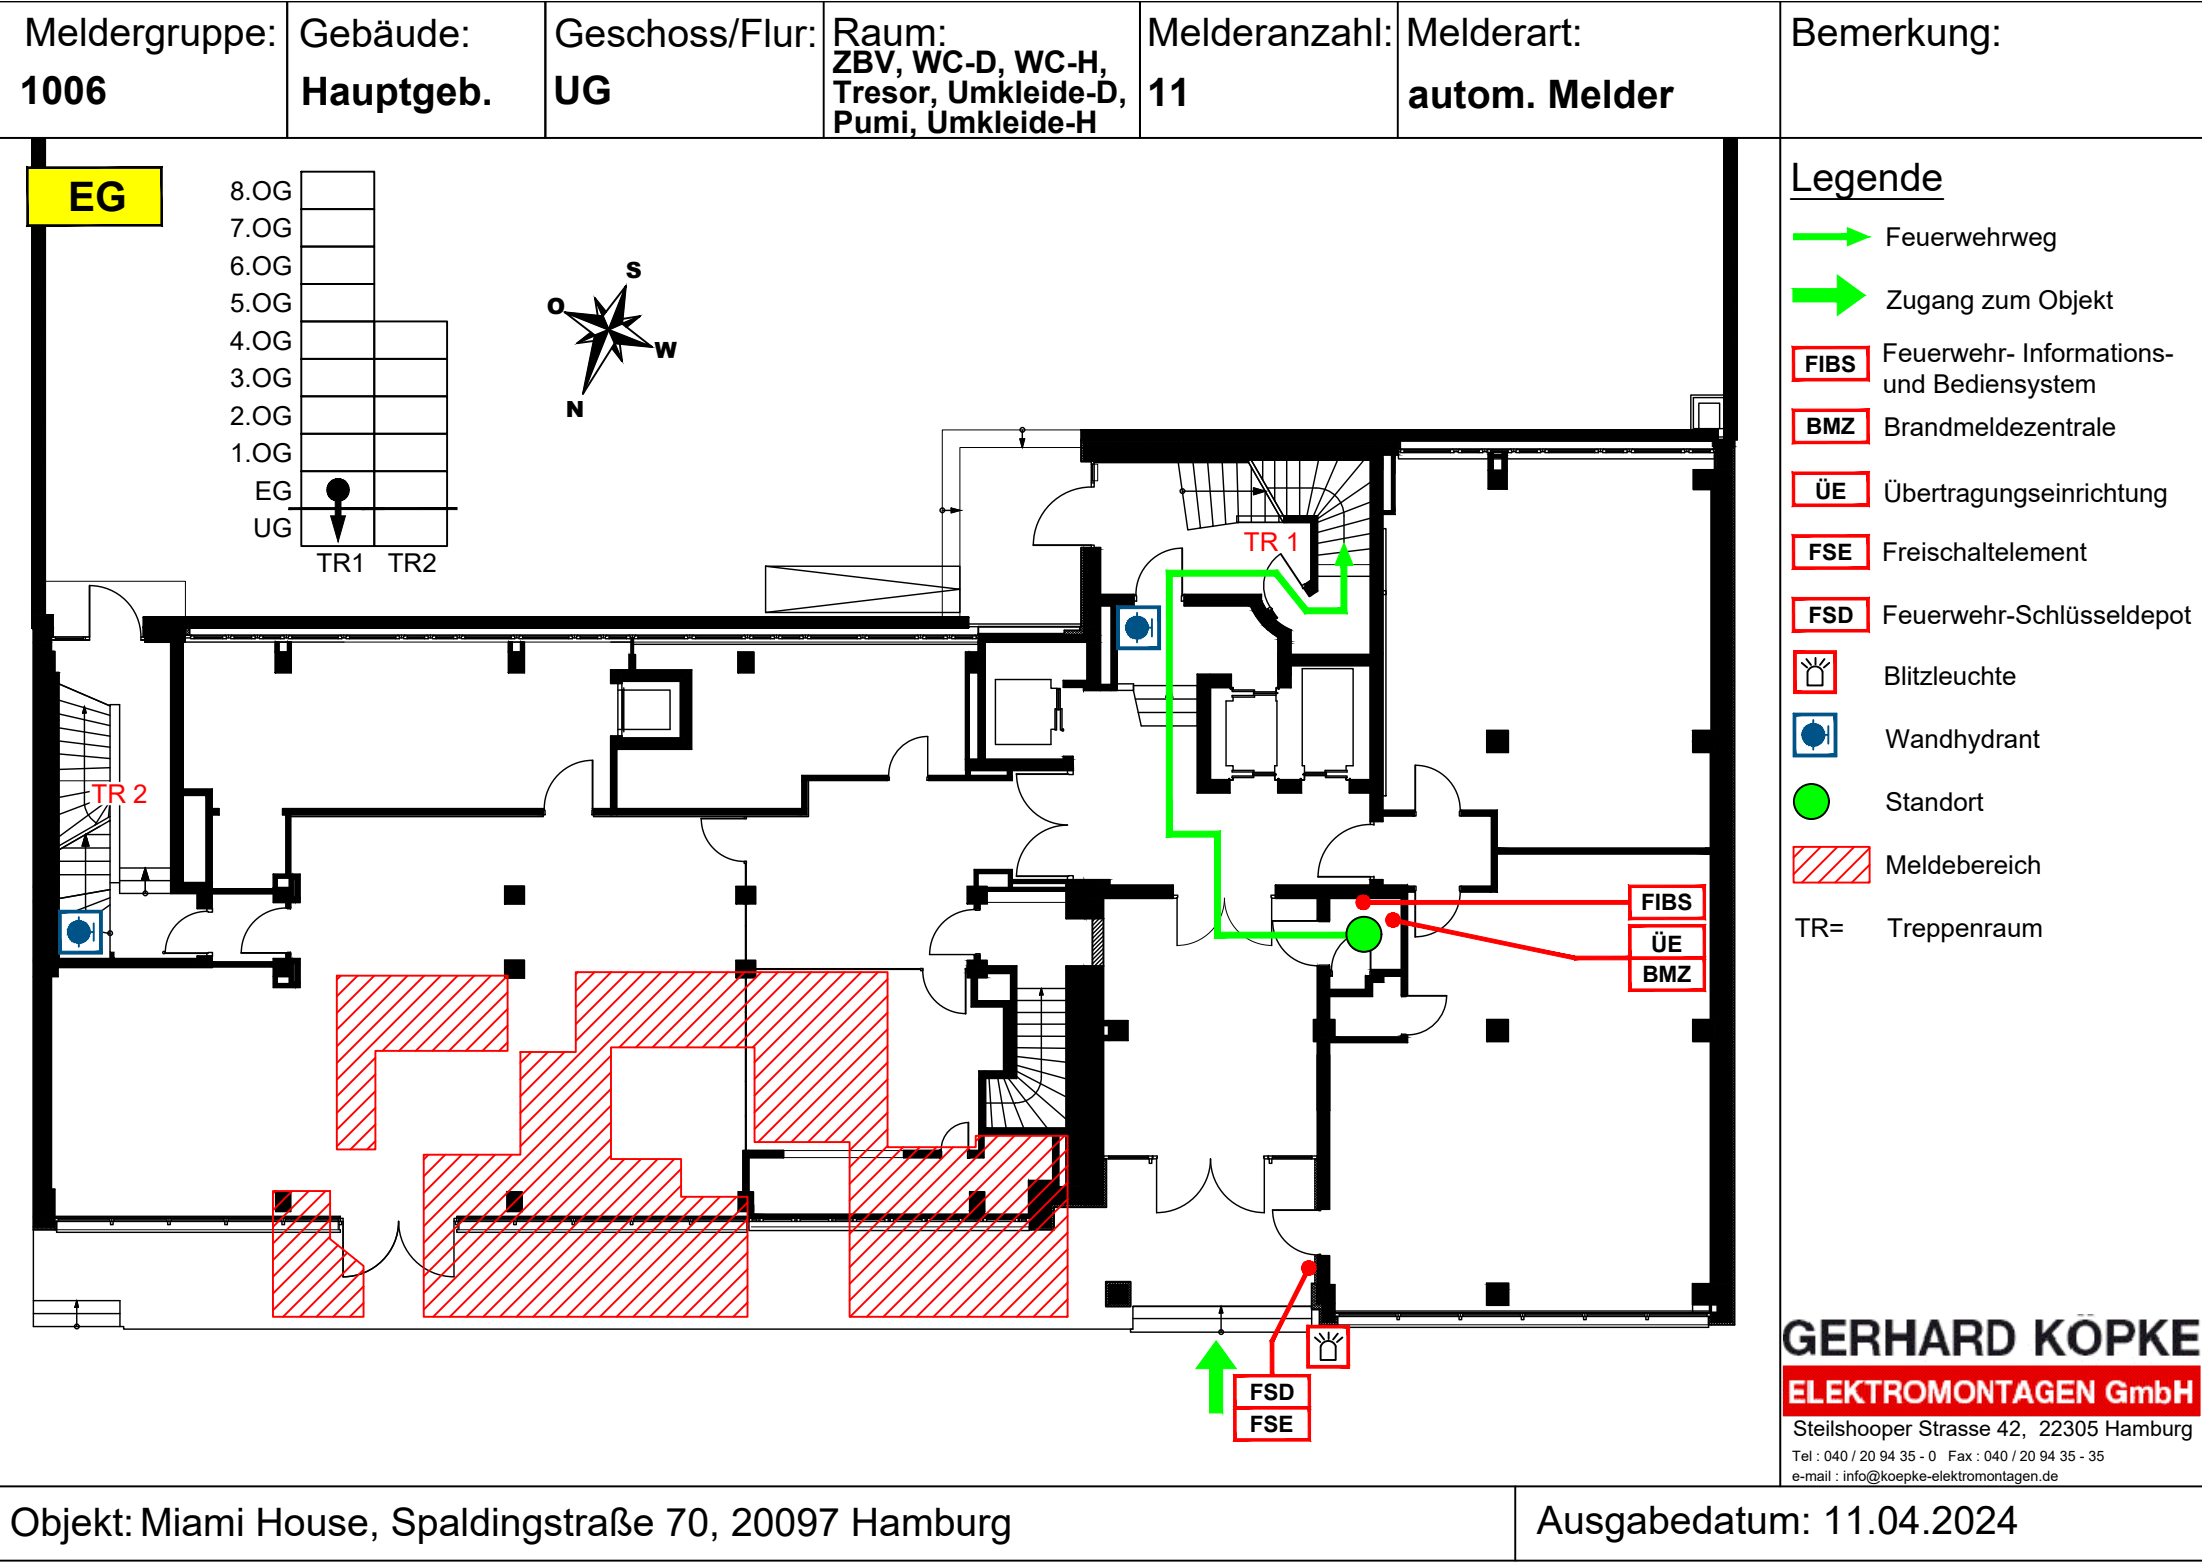 Meldergruppe:
1006
Gebäude:
Hauptgeb.
Geschoss/Flur:
UG
Raum:
ZBV, WC-D, WC-H,
Tresor, Umkleide-D,
Pumi, Umkleide-H
Melderanzahl:
11
Melderart:
autom. Melder
Bemerkung:
EG
8.OG
7.OG
6.OG
5.OG
4.OG
3.OG
2.OG
1.OG
EG
UG
TR1 TR2
S
O
W
N
TR 1
TR 2
FIBS
ÜE
BMZ
FSD
FSE
Legende
Feuerwehrweg
Zugang zum Objekt
FIBS Feuerwehr- Informations-
und Bediensystem
BMZ Brandmeldezentrale
ÜE Übertragungseinrichtung
FSE Freischaltelement
FSD Feuerwehr-Schlüsseldepot
Blitzleuchte
Wandhydrant
Standort
Meldebereich
TR= Treppenraum
GERHARD KÖPKE
ELEKTROMONTAGEN GmbH
Steilshooper Strasse 42, 22305 Hamburg
Tel : 040 / 20 94 35 - 0 Fax : 040 / 20 94 35 - 35
e-mail : info@koepke-elektromontagen.de
Objekt: Miami House, Spaldingstraße 70, 20097 Hamburg
Ausgabedatum: 11.04.2024